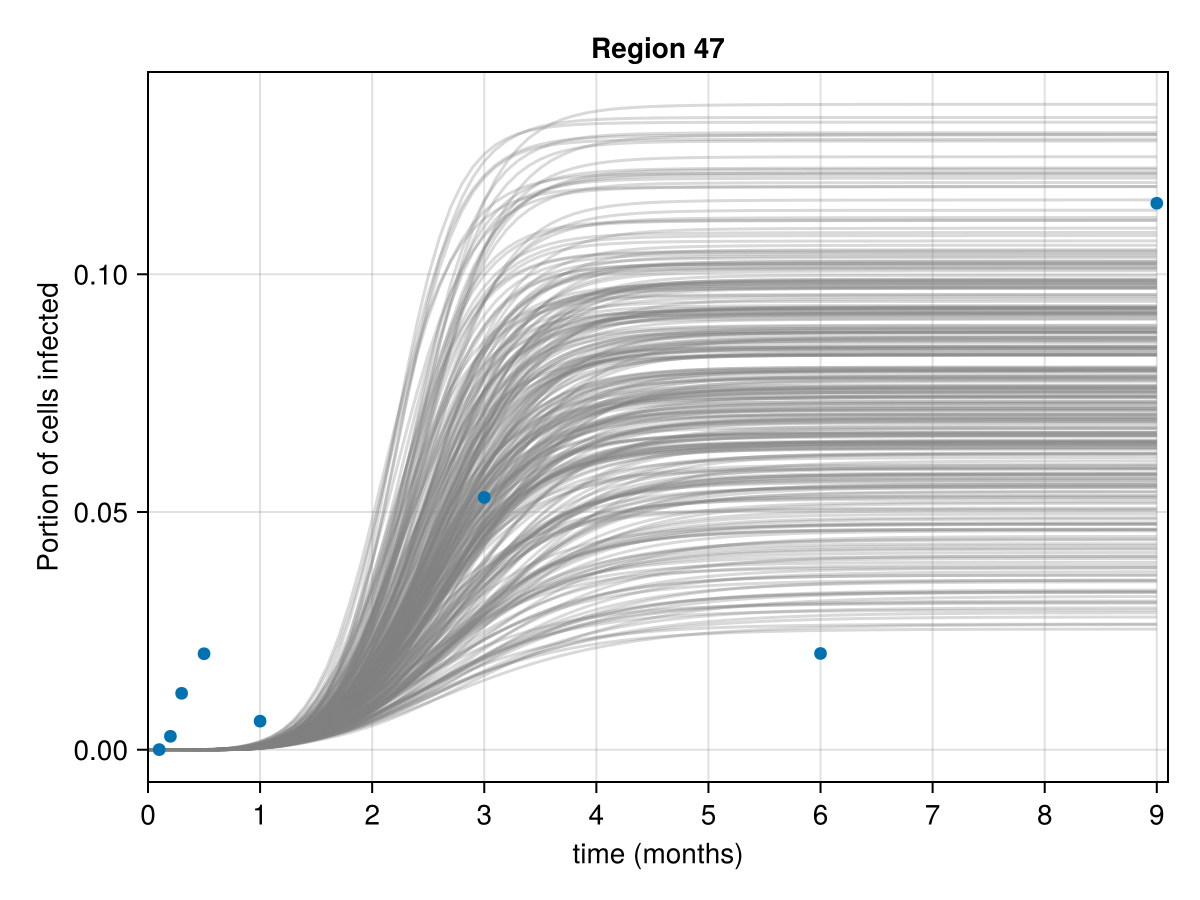 Region 47
Portion of cells infected
0.10
0.05
0.00
0 1 2 3 4 5 6 7 8 9
time (months)